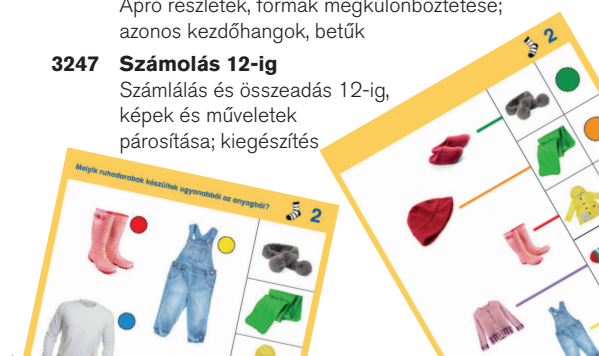 Apró részletek, formák megkülönböztetése;
azonos kezdőhangok, betűk
3247 Számolás 12-ig
Számlálás és összeadás 12-ig,
képek és műveletek
párosítása; kiegészítés
Melyik ruhadarabok készültek ugyanabból az anyagból?
2
2